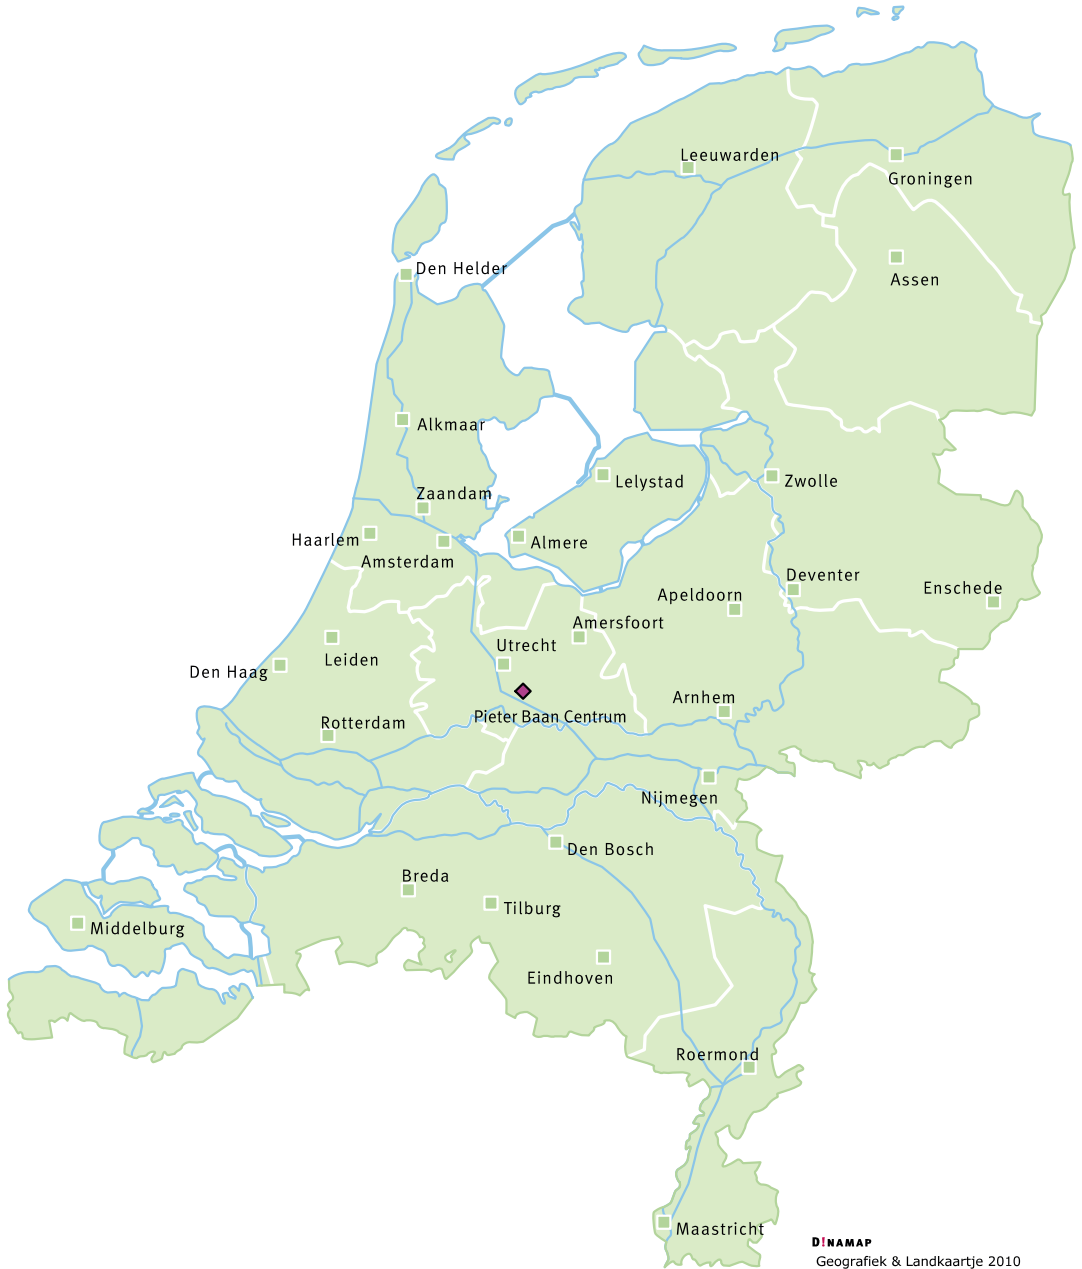 Leeuwarden
Groningen
Den Helder
Assen
Alkmaar
Lelystad
Zwolle
Zaandam
Haarlem
Amsterdam
Almere
Deventer
Enschede
Apeldoorn
Amersfoort
Utrecht
Leiden
Den Haag
Arnhem
Pieter Baan Centrum
Rotterdam
Nijmegen
Den Bosch
Breda
Tilburg
Middelburg
Eindhoven
Roermond
Maastricht
D!NAMAP
Geografiek & Landkaartje 2010